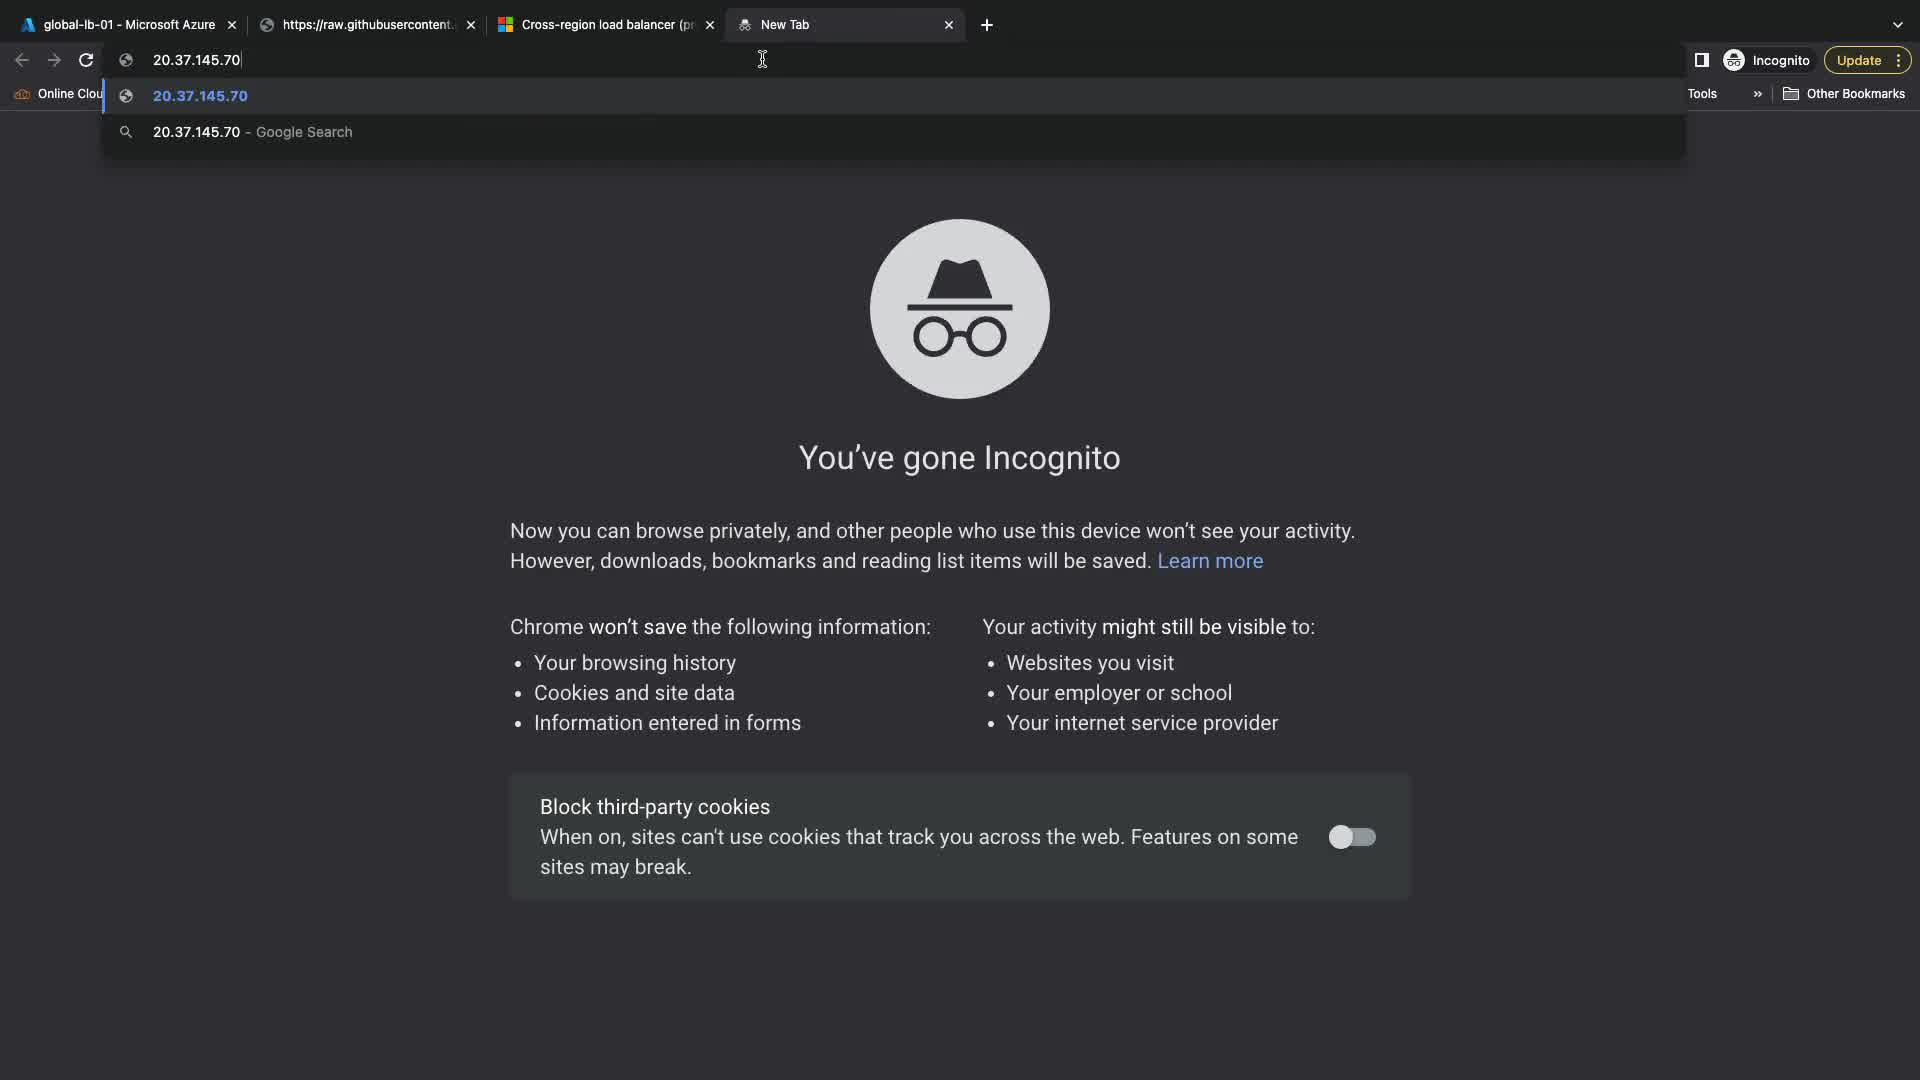 global-lb-01 - Microsoft Azure
https://raw.githubusercontent.
Cross-region load balancer (pr
New Tab
20.37.145.70
Incognito
Update
Online Clou
20.37.145.70
Tools
»
Other Bookmarks
20.37.145.70 - Google Search
You've gone Incognito
Now you can browse privately, and other people who use this device won't see your activity.
However, downloads, bookmarks and reading list items will be saved. Learn more
Chrome won't save the following information:
• Your browsing history
• Cookies and site data
• Information entered in forms
Your activity might still be visible to:
• Websites you visit
• Your employer or school
• Your internet service provider
Block third-party cookies
When on, sites can't use cookies that track you across the web. Features on some
sites may break.